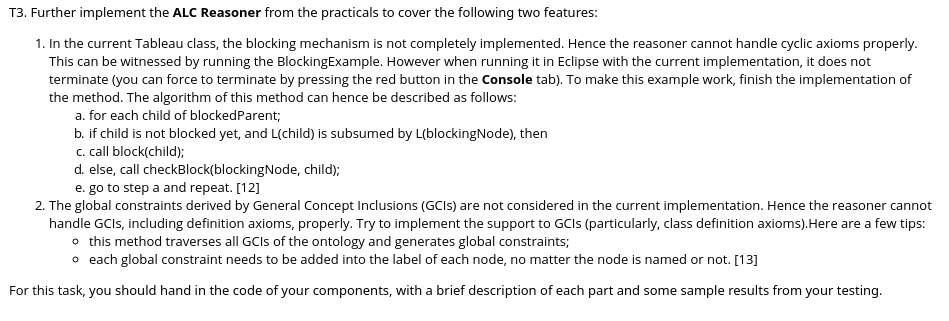 T3. Further implement the ALC Reasoner from the practicals to cover the following two features:
1. In the current Tableau class, the blocking mechanism is not completely implemented. Hence the reasoner cannot handle cyclic axioms properly.
This can be witnessed by running the BlockingExample. However when running it in Eclipse with the current implementation, it does not
terminate (you can force to terminate by pressing the red button in the Console tab). To make this example work, finish the implementation of
the method. The algorithm of this method can hence be described as follows:
a. for each child of blockedParent;
b. if child is not blocked yet, and L(child) is subsumed by L(blockingNode), then
c. call block(child);
d. else, call checkBlock(blockingNode, child);
e. go to step a and repeat. [12]
2. The global constraints derived by General Concept Inclusions (GCIs) are not considered in the current implementation. Hence the reasoner cannot
handle GCIs, including definition axioms, properly. Try to implement the support to GCIs (particularly, class definition axioms).Here are a few tips:
○ this method traverses all GCIs of the ontology and generates global constraints;
○ each global constraint needs to be added into the label of each node, no matter the node is named or not. [13]
For this task, you should hand in the code of your components, with a brief description of each part and some sample results from your testing.